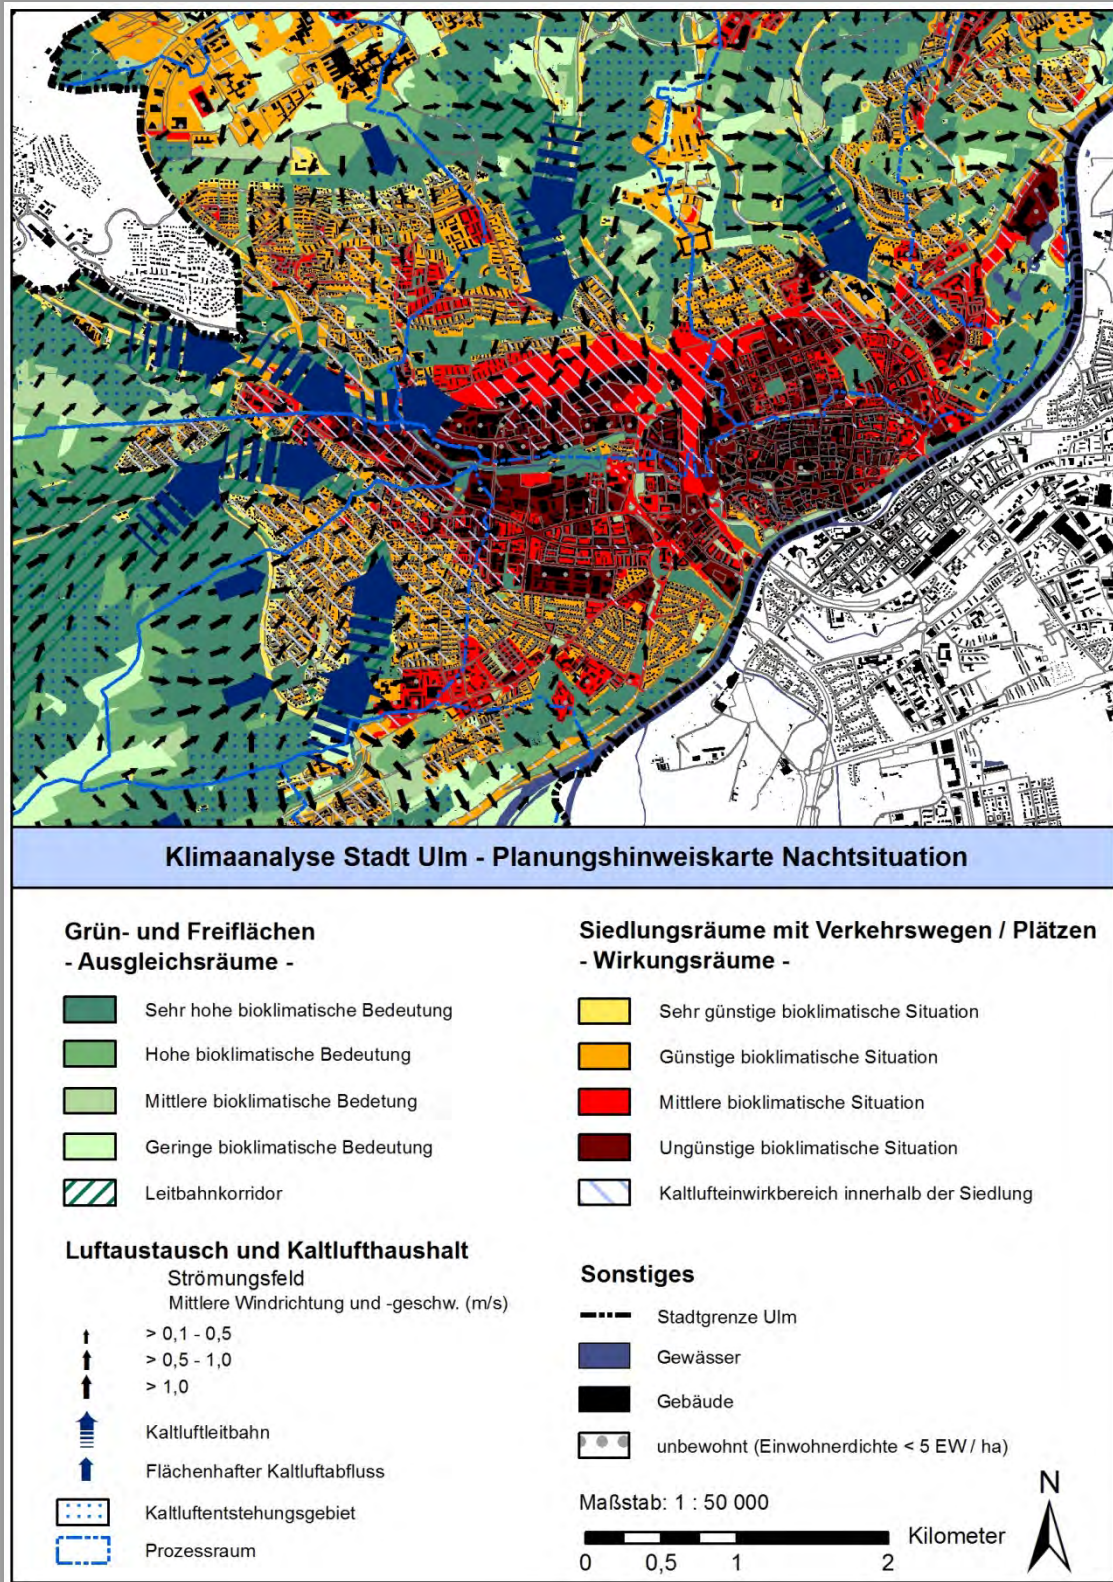 Klimaanalyse Stadt Ulm - Planungshinweiskarte Nachtsituation
Grün- und Freiflächen
- Ausgleichsräume -
Sehr hohe bioklimatische Bedeutung
Hohe bioklimatische Bedeutung
Mittlere bioklimatische Bedetung
Geringe bioklimatische Bedeutung
Leitbahnkorridor
Luftaustausch und Kaltlufthaushalt
Strömungsfeld
Mittlere Windrichtung und -geschw. (m/s)
> 0,1 - 0,5
> 0,5 - 1,0
> 1,0
Kaltluftleitbahn
Flächenhafter Kaltluftabfluss
Kaltluftentstehungsgebiet
Prozessraum
Siedlungsräume mit Verkehrswegen / Plätzen
- Wirkungsräume -
Sehr günstige bioklimatische Situation
Günstige bioklimatische Situation
Mittlere bioklimatische Situation
Ungünstige bioklimatische Situation
Kaltlufteinwirkbereich innerhalb der Siedlung
Sonstiges
Stadtgrenze Ulm
Gewässer
Gebäude
unbewohnt (Einwohnerdichte < 5 EW / ha)
Maßstab: 1 : 50 000
Kilometer
0 0,5 1 2
N